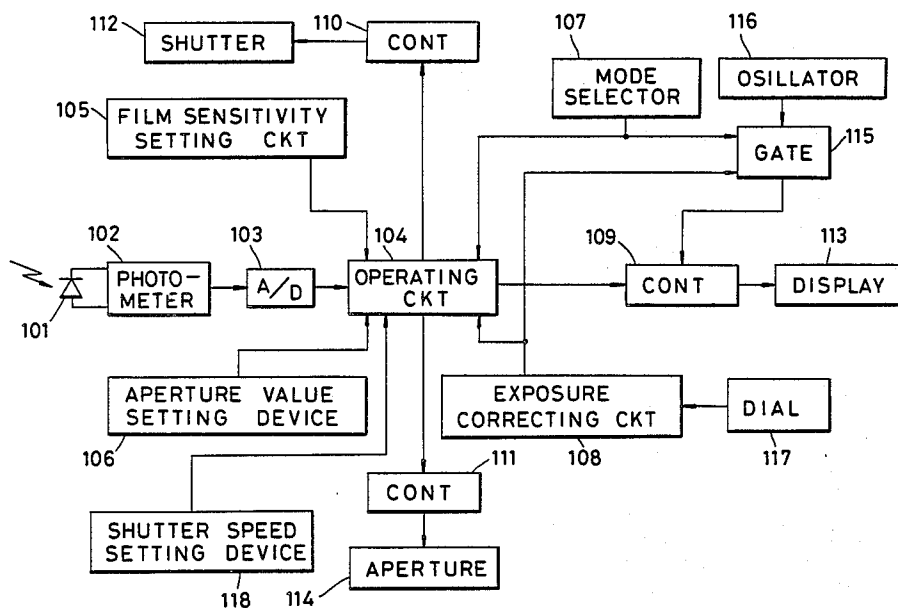 112
SHUTTER
110
CONT
107
MODE
SELECTOR
116
OSILLATOR
105
FILM SENSITIVITY
SETTING CKT
GATE
115
102
PHOTO-
METER
101
103
A/D
104
OPERATING
CKT
109
CONT
113
DISPLAY
APERTURE VALUE
SETTING DEVICE
106
EXPOSURE
CORRECTING CKT
108
DIAL
117
111
CONT
SHUTTER SPEED
SETTING DEVICE
118
APERTURE
114